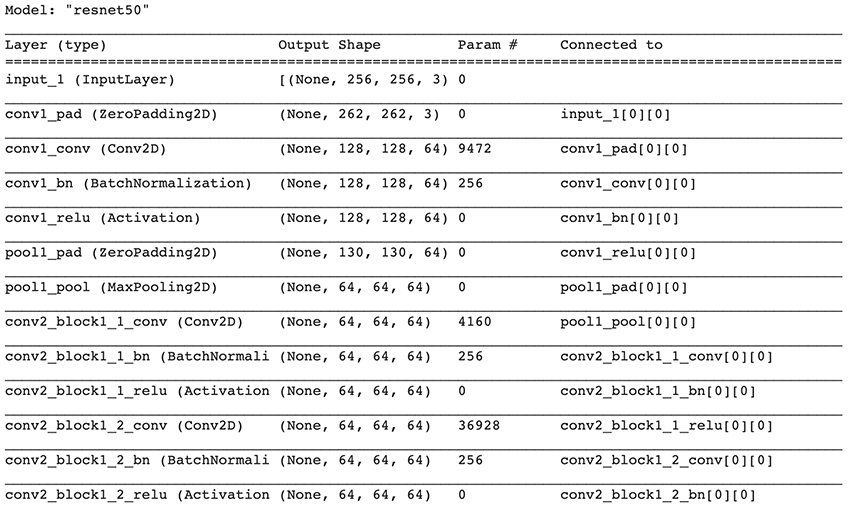 Model: "resnet50"
Layer (type) Output Shape Param # Connected to
input_1 (InputLayer) [(None, 256, 256, 3) 0
conv1_pad (ZeroPadding2D) (None, 262, 262, 3) 0 input_1[0][0]
conv1_conv (Conv2D) (None, 128, 128, 64) 9472 conv1_pad[0][0]
conv1_bn (BatchNormalization) (None, 128, 128, 64) 256 conv1_conv[0][0]
conv1_relu (Activation) (None, 128, 128, 64) 0 conv1_bn[0][0]
pool1_pad (ZeroPadding2D) (None, 130, 130, 64) 0 conv1_relu[0][0]
pool1_pool (MaxPooling2D) (None, 64, 64, 64) 0 pool1_pad[0][0]
conv2_block1_1_conv (Conv2D) (None, 64, 64, 64) 4160 pool1_pool[0][0]
conv2_block1_1_bn (BatchNormali (None, 64, 64, 64) 256 conv2_block1_1_conv[0][0]
conv2_block1_1_relu (Activation (None, 64, 64, 64) 0 conv2_block1_1_bn[0][0]
conv2_block1_2_conv (Conv2D) (None, 64, 64, 64) 36928 conv2_block1_1_relu[0][0]
conv2_block1_2_bn (BatchNormali (None, 64, 64, 64) 256 conv2_block1_2_conv[0][0]
conv2_block1_2_relu (Activation (None, 64, 64, 64) 0 conv2_block1_2_bn[0][0]